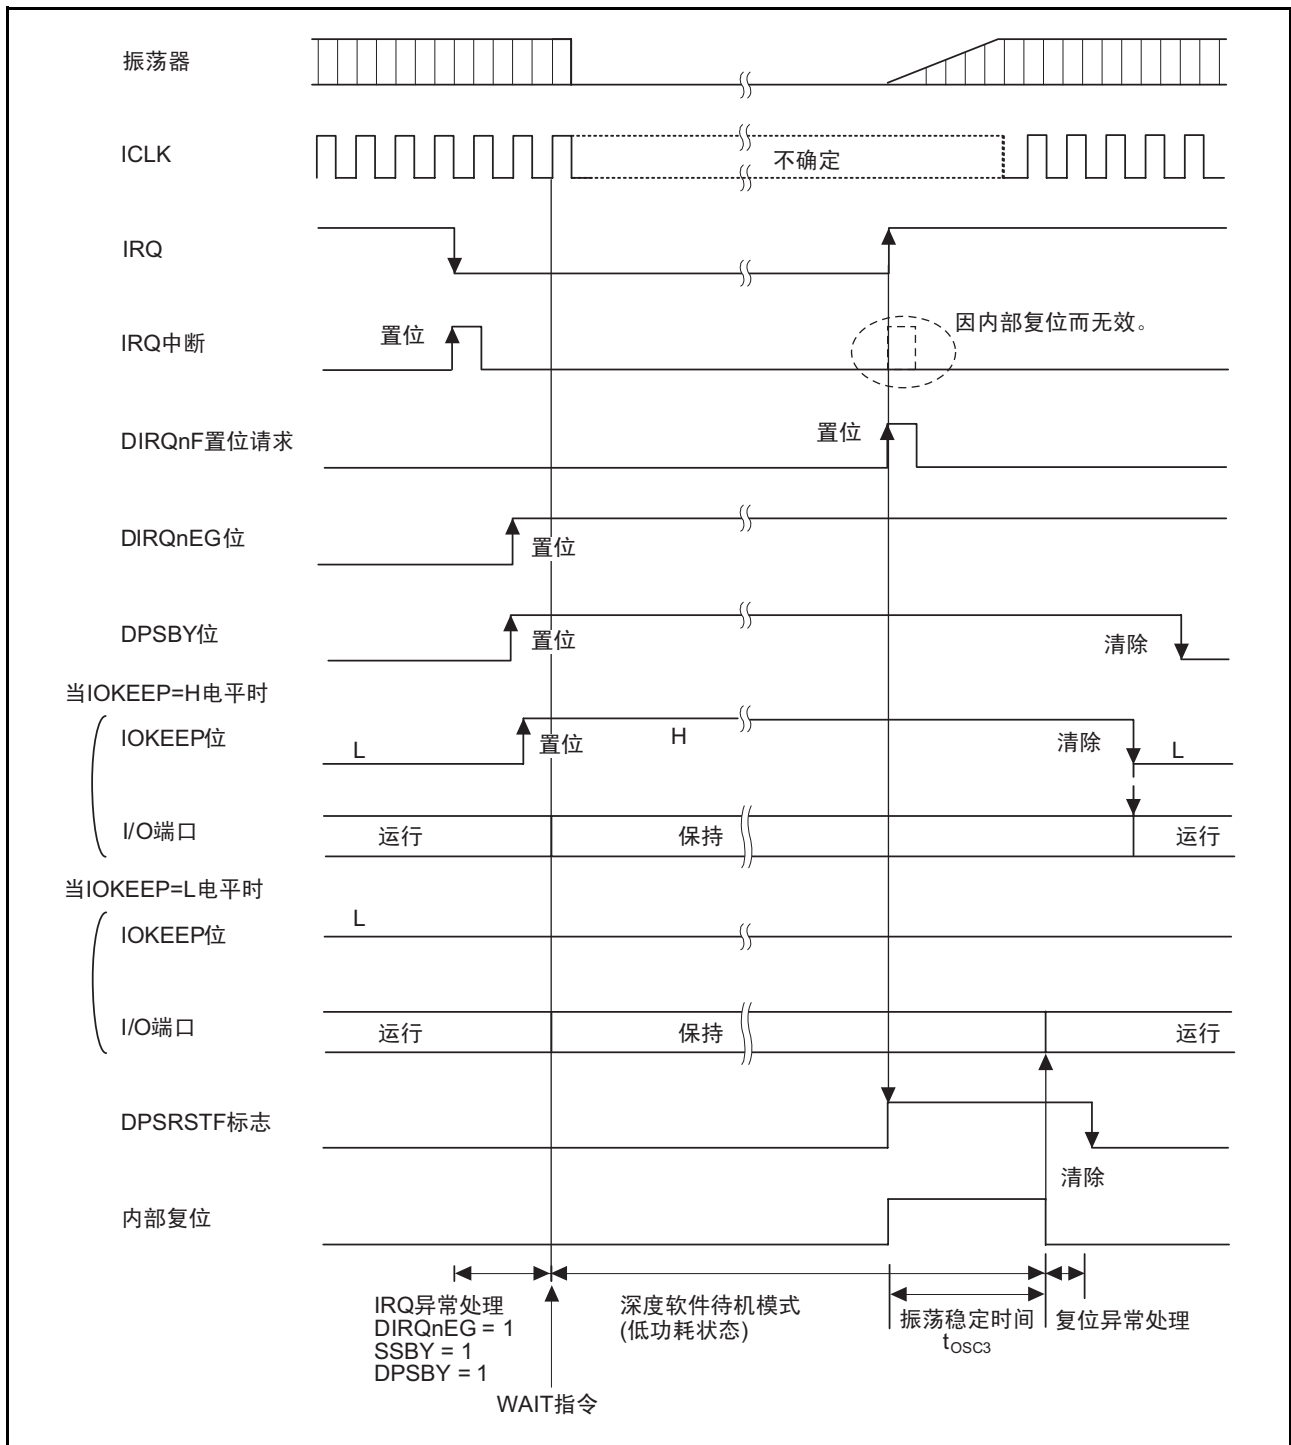 振荡器
ICLK
不确定
IRQ
IRQ中断
置位
因内部复位而无效。
DIRQnF置位请求
置位
DIRQnEG位
置位
DPSBY位
置位
清除
当IOKEEP=H电平时
IOKEEP位
L
置位
H
清除
L
I/O端口
运行
保持
运行
当IOKEEP=L电平时
IOKEEP位
L
I/O端口
运行
保持
运行
DPSRSTF标志
清除
内部复位
IRQ异常处理
DIRQnEG = 1
SSBY = 1
DPSBY = 1
深度软件待机模式
(低功耗状态)
振荡稳定时间
tOSC3
复位异常处理
WAIT指令